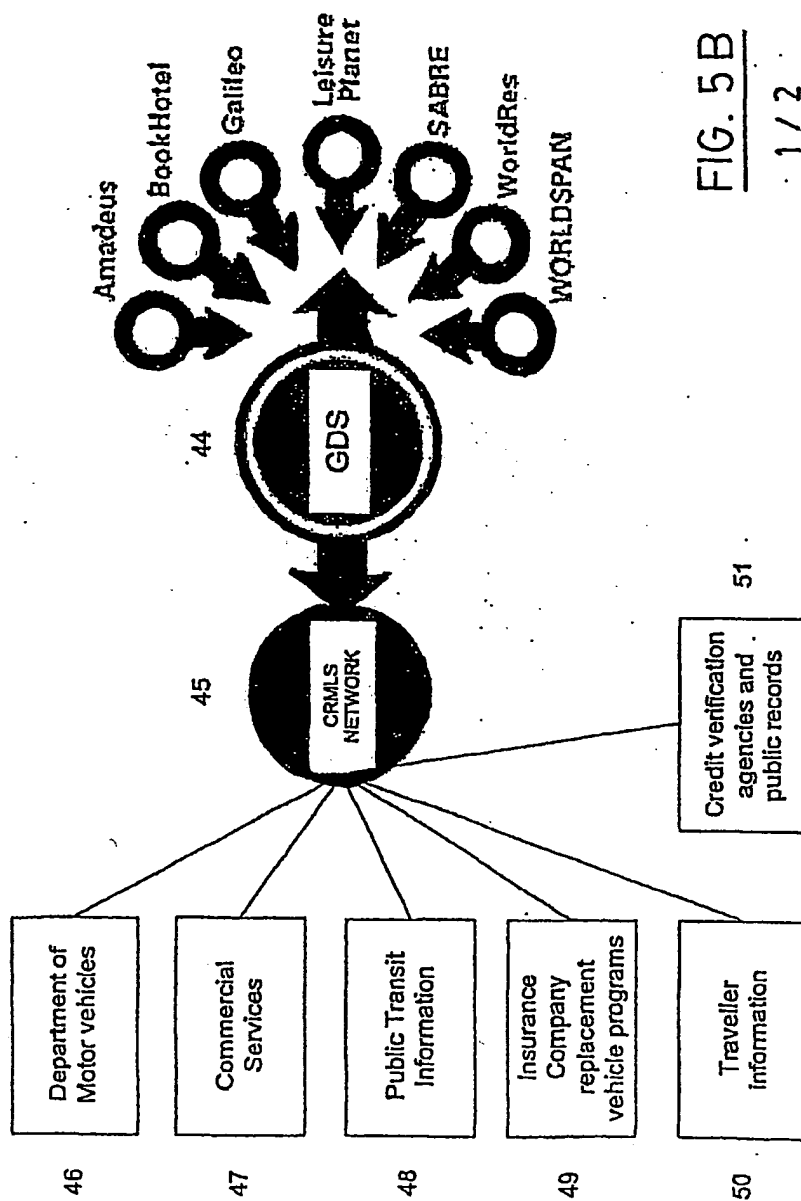 Amadeus
BookHotel
Galileo
Leisure
Planet
SABRE
WorldRes
WORLDSPAN
44
GDS
45
CRMLS
NETWORK
46
Department of
Motor vehicles
47
Commercial
Services
48
Public Transit
Information
49
Insurance
Company
replacement
vehicle programs
50
Traveller
information
51
Credit verification
agencies and
public records
FIG. 5B
1/2